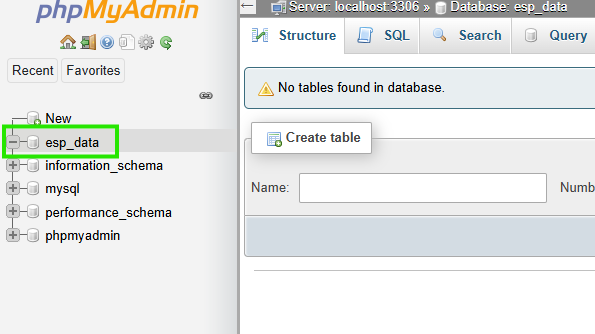 phpMyAdmin
Recent Favorites
New
esp_data
information_schema
mysql
performance_schema
phpmyadmin
Server: localhost:3306 » Database: esp_data
Structure SQL Search Query
No tables found in database.
Create table
Name: Numb